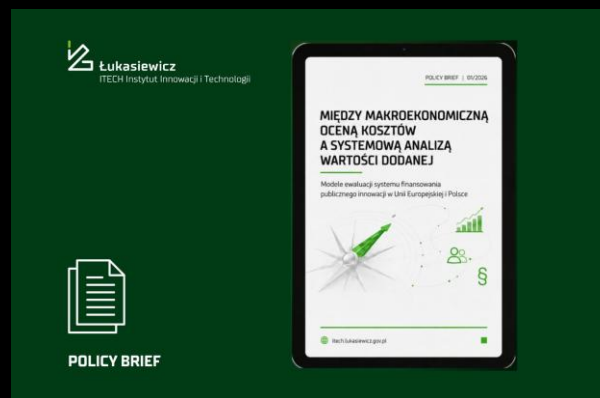 Łukasiewicz
ITECH Instytut Innowacji i Technologii
POLICY BRIEF | 01/2026
MIĘDZY MAKROEKONOMICZNĄ
OCENĄ KOSZTÓW
A SYSTEMOWĄ ANALIZĄ
WARTOŚCI DODANEJ
Modele ewaluacji systemu finansowania
publicznego innowacji w Unii Europejskiej i Polsce
§
itech.lukasiewicz.gov.pl
POLICY BRIEF